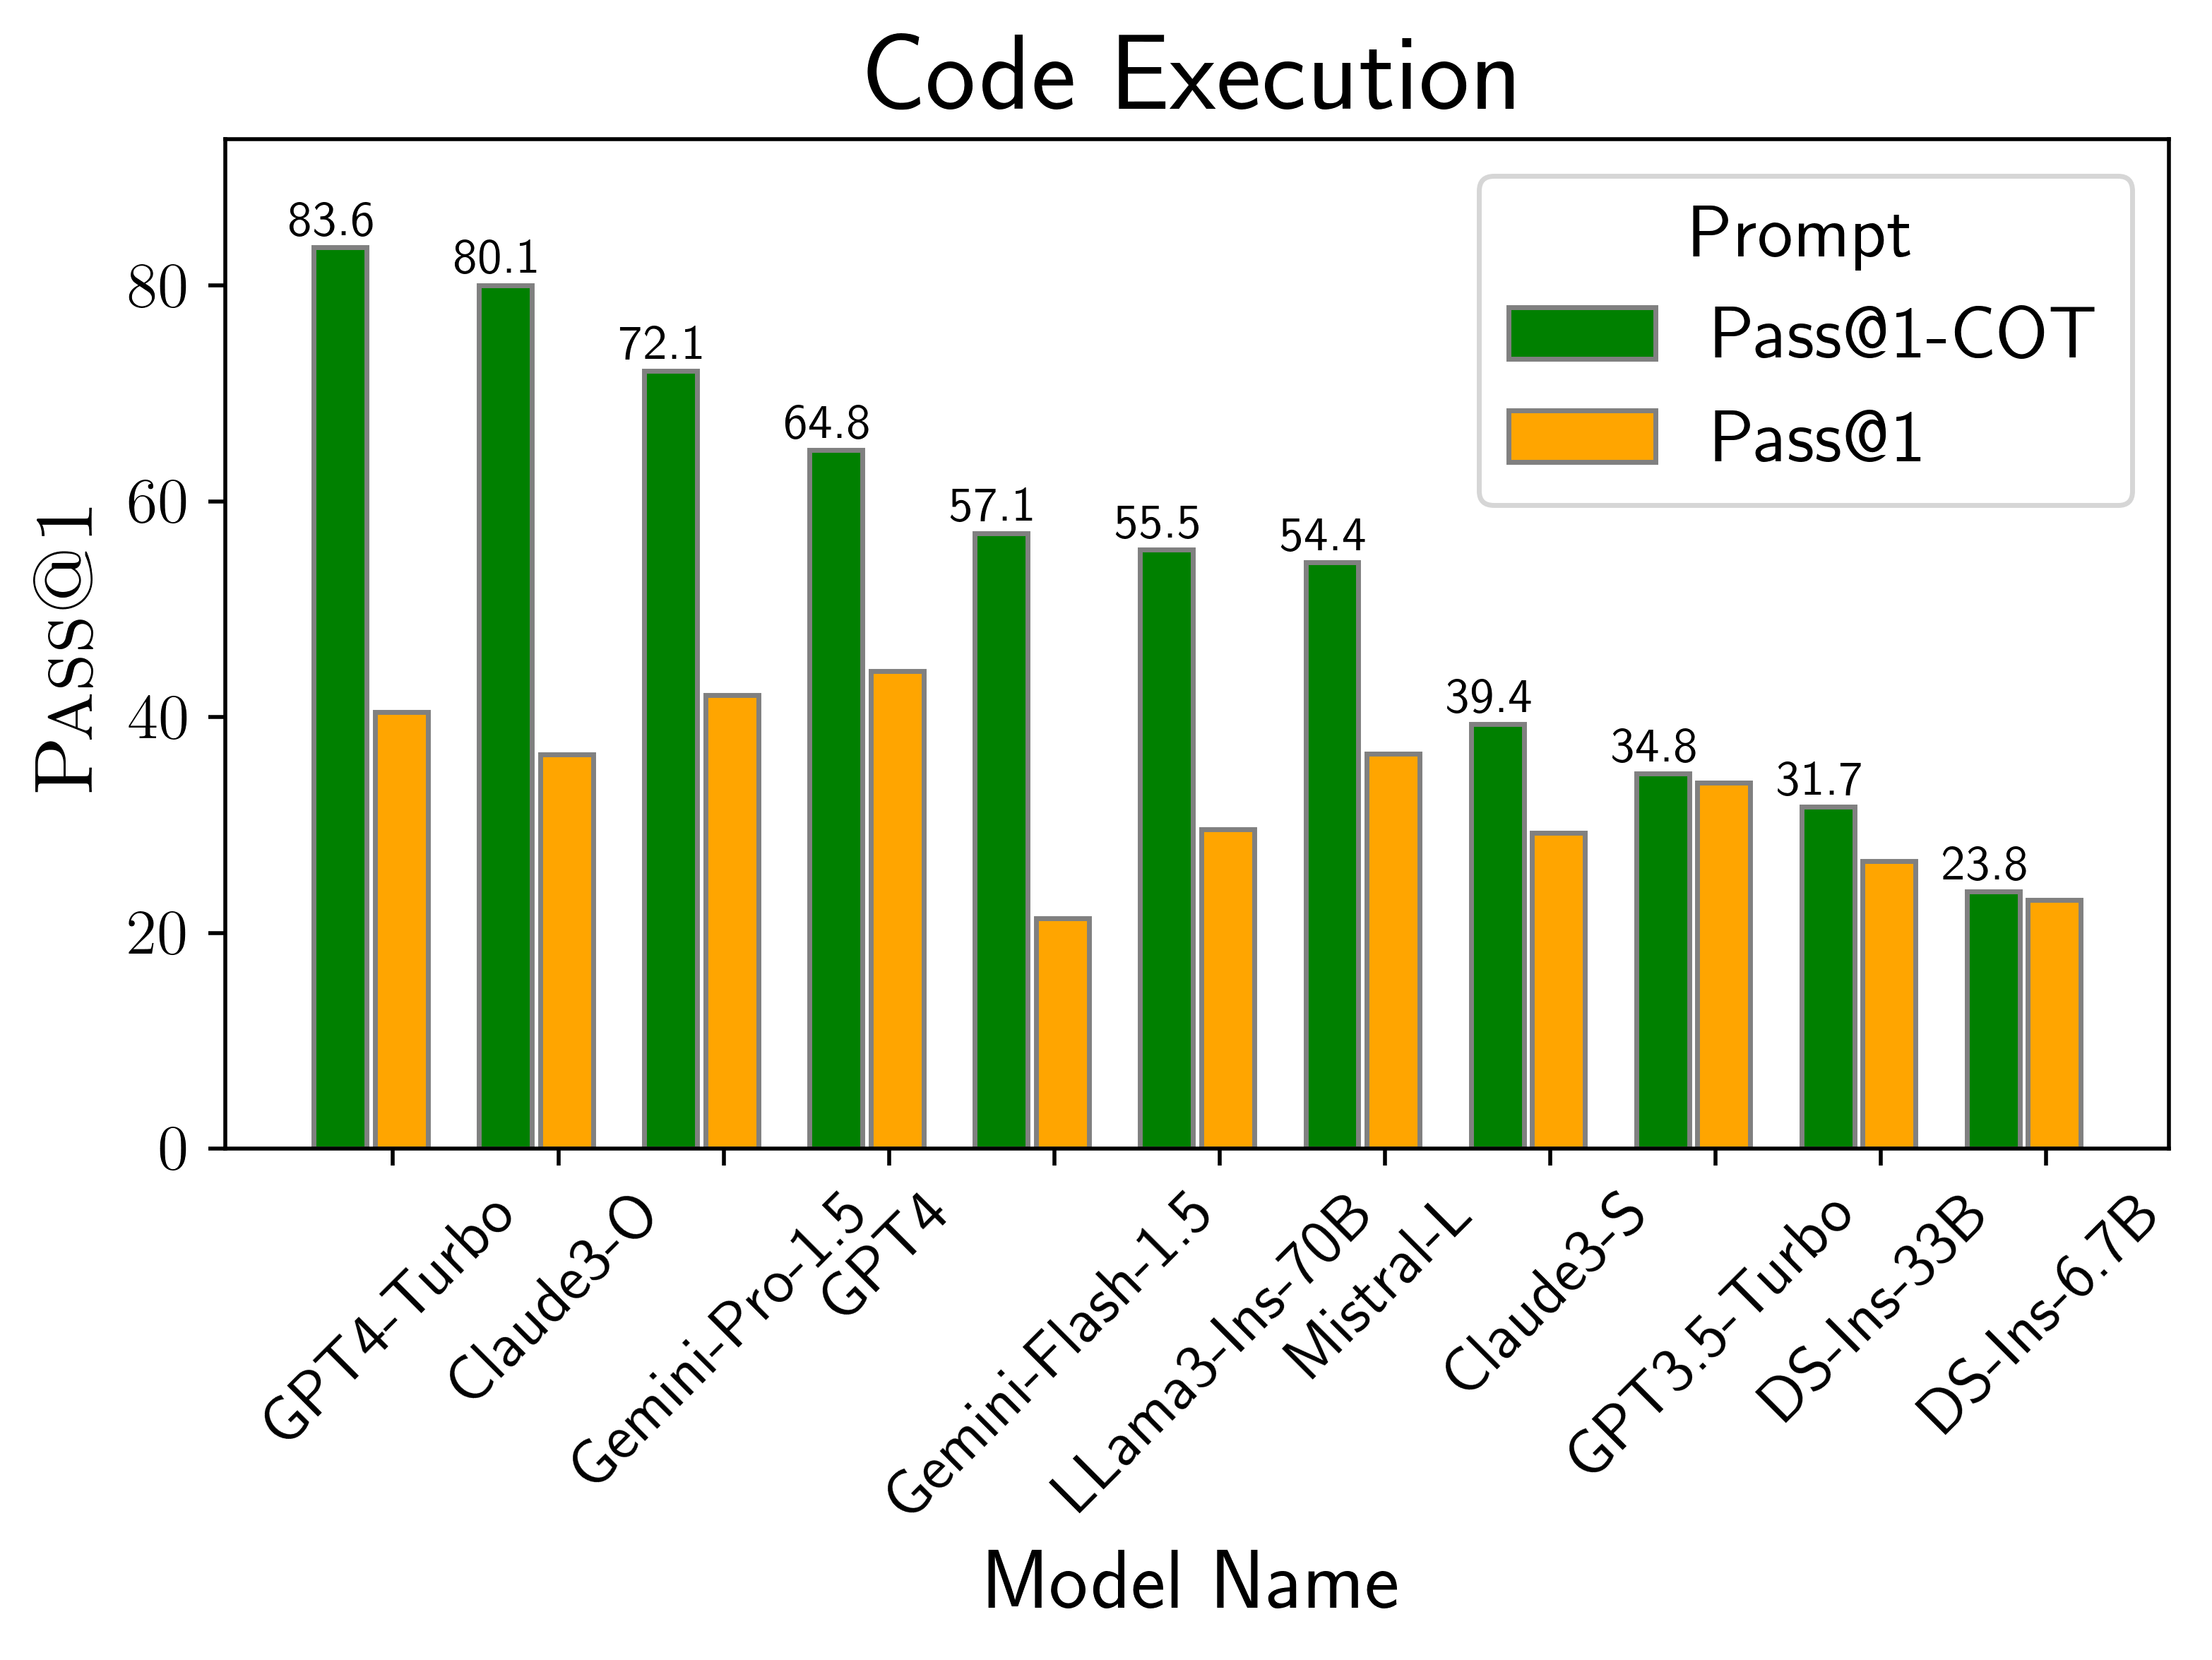 Code Execution
Prompt
Pass@1-COT
Pass@1
Pass@1
80
60
40
20
0
83.6
80.1
72.1
64.8
57.1
55.5
54.4
39.4
34.8
31.7
23.8
GPT4-Turbo
Claude3-O
Gemini-Pro-1.5
GPT4
Gemini-Flash-1.5
LLama3-Ins-70B
Mistral-L
Claude3-S
GPT3.5-Turbo
DS-Ins-33B
DS-Ins-6.7B
Model Name